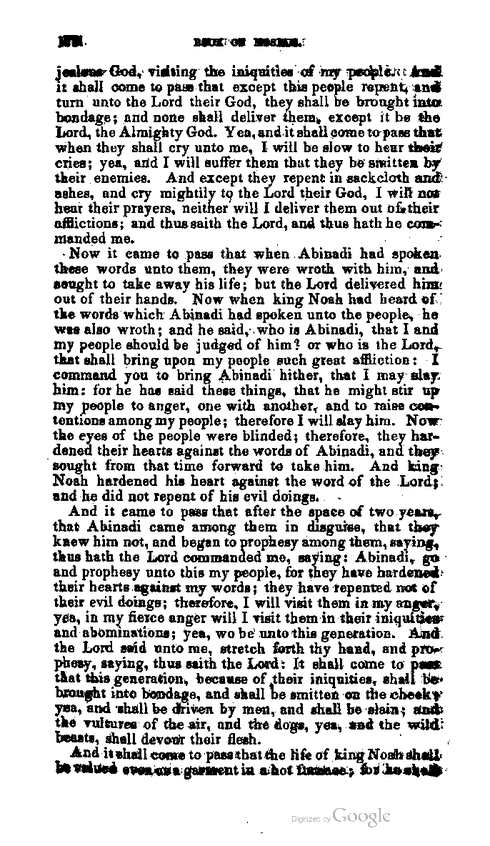 BOOK OF MOSIAH.
jealous God, visiting the iniquities of my people. And
it shall come to pass that except this people repent, and
turn unto the Lord their God, they shall be brought into
bondage; and none shall deliver them, except it be the
Lord, the Almighty God. Yea, and it shall come to pass that
when they shall cry unto me, I will be slow to hear their
cries; yea, and I will suffer them that they be smitten by
their enemies. And except they repent in sackcloth and
ashes, and cry mightily to the Lord their God, I will not
hear their prayers, neither will I deliver them out of their
afflictions; and thus saith the Lord, and thus hath he com-
manded me.
Now it came to pass that when Abinadi had spoken
these words unto them, they were wroth with him, and
sought to take away his life; but the Lord delivered him
out of their hands. Now when king Noah had heard of
the words which Abinadi had spoken unto the people, he
was also wroth; and he said, who is Abinadi, that I and
my people should be judged of him? or who is the Lord,
that shall bring upon my people such great affliction: I
command you to bring Abinadi hither, that I may slay
him: for he has said these things, that he might stir up
my people to anger, one with another, and to raise con-
tentions among my people; therefore I will slay him. Now
the eyes of the people were blinded; therefore, they har-
dened their hearts against the words of Abinadi, and they
sought from that time forward to take him. And king
Noah hardened his heart against the word of the Lord;
and he did not repent of his evil doings.
And it came to pass that after the space of two years,
that Abinadi came among them in disguise, that they
knew him not, and began to prophesy among them, saying,
thus hath the Lord commanded me, saying: Abinadi, go
and prophesy unto this my people, for they have hardened
their hearts against my words; they have repented not of
their evil doings; therefore, I will visit them in my anger,
yea, in my fierce anger will I visit them in their iniquities
and abominations; yea, wo be unto this generation. And
the Lord said unto me, stretch forth thy hand, and pro-
phesy, saying, thus saith the Lord: It shall come to pass
that this generation, because of their iniquities, shall be
brought into bondage, and shall be smitten on the cheek;
yea, and shall be driven by men, and shall be slain; and
the vultures of the air, and the dogs, yea, and the wild
beasts, shall devour their flesh.
And it shall come to pass that the life of king Noah shall
be valued even as a garment in a hot furnace; for he shall
Digitized by Google